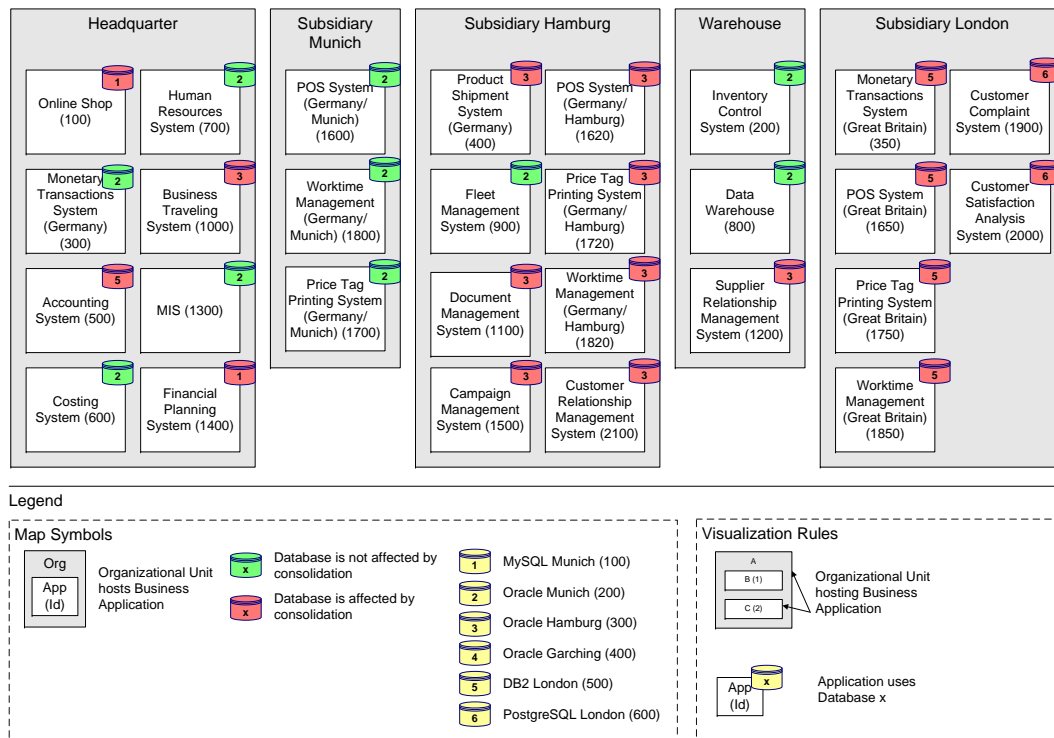 Headquarter
1
Online Shop
(100)
2
Human
Resources
System (700)
2
Monetary
Transactions
System
(Germany)
(300)
3
Business
Traveling
System (1000)
5
Accounting
System (500)
2
MIS (1300)
2
Costing
System (600)
1
Financial
Planning
System (1400)
Subsidiary
Munich
2
POS System
(Germany/
Munich)
(1600)
2
Worktime
Management
(Germany/
Munich) (1800)
2
Price Tag
Printing System
(Germany/
Munich) (1700)
Subsidiary Hamburg
3
Product
Shipment
System
(Germany)
(400)
3
POS System
(Germany/
Hamburg)
(1620)
2
Fleet
Management
System (900)
3
Price Tag
Printing System
(Germany/
Hamburg)
(1720)
3
Document
Management
System (1100)
3
Worktime
Management
(Germany/
Hamburg)
(1820)
3
Campaign
Management
System (1500)
3
Customer
Relationship
Management
System (2100)
Warehouse
2
Inventory
Control
System (200)
2
Data
Warehouse
(800)
3
Supplier
Relationship
Management
System (1200)
Subsidiary London
5
Monetary
Transactions
System
(Great Britain)
(350)
6
Customer
Complaint
System (1900)
5
POS System
(Great Britain)
(1650)
6
Customer
Satisfaction
Analysis
System (2000)
5
Price Tag
Printing System
(Great Britain)
(1750)
5
Worktime
Management
(Great Britain)
(1850)
Legend
Map Symbols
Org
App
(Id)
Organizational Unit
hosts Business
Application
x
Database is not affected by
consolidation
x
Database is affected by
consolidation
1
MySQL Munich (100)
2
Oracle Munich (200)
3
Oracle Hamburg (300)
4
Oracle Garching (400)
5
DB2 London (500)
6
PostgreSQL London (600)
Visualization Rules
A
B (1)
C (2)
Organizational Unit
hosting Business
Application
x
App
(Id)
Application uses
Database x